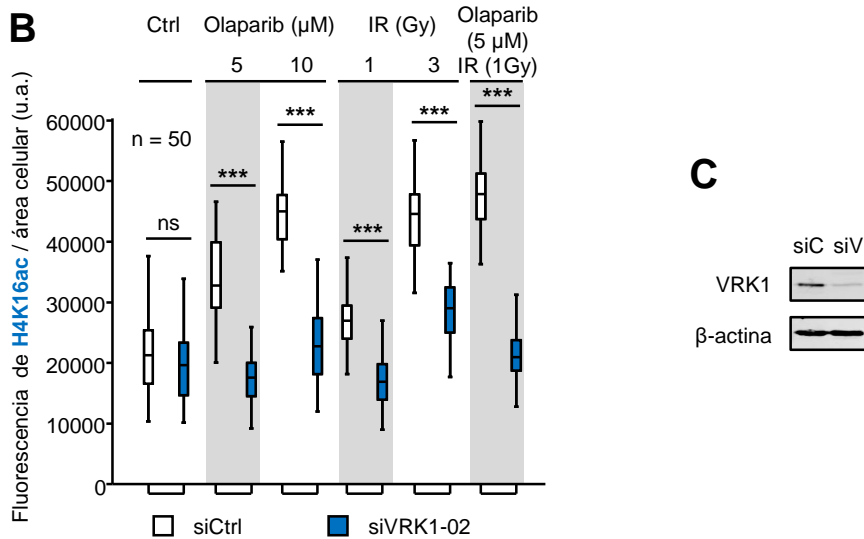 B
Ctrl Olaparib (µM) IR (Gy) Olaparib
(5 µM)
5 10 1 3 IR (1Gy)
Fluorescencia de H4K16ac / área celular (u.a.)
60000
50000
40000
30000
20000
10000
0
n = 50
ns
***
***
***
***
***
siCtrl siVRK1-02
C
siC siV
VRK1
β-actina